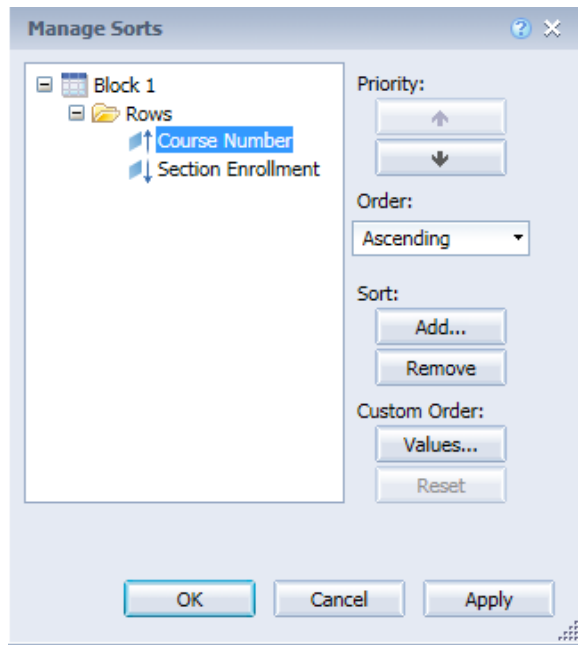 Manage Sorts
Block 1
Rows
Course Number
Section Enrollment
Priority:
Order:
Ascending
Sort:
Add...
Remove
Custom Order:
Values...
Reset
OK
Cancel
Apply